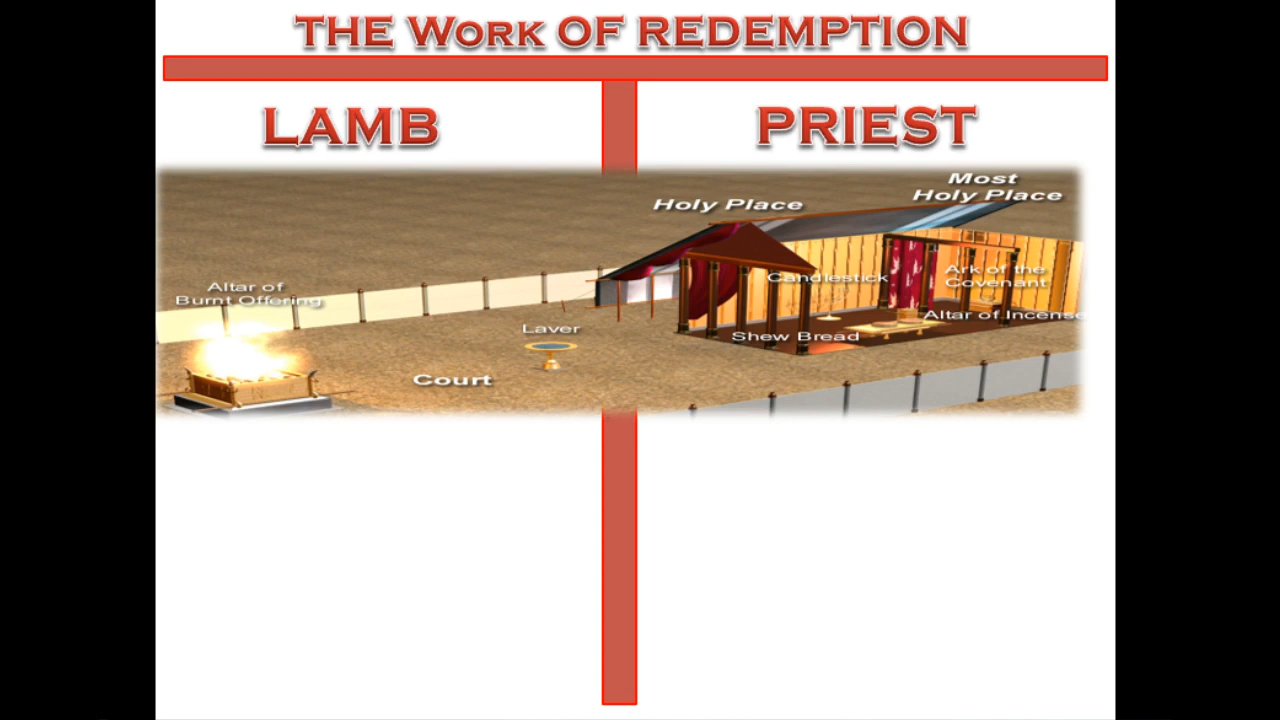 THE Work OF REDEMPTION
LAMB
PRIEST
Most
Holy Place
Holy Place
Candlestick
Ark of the
Covenant
Altar of
Burnt Offering
Altar of Incense
Laver
Shew Bread
Court